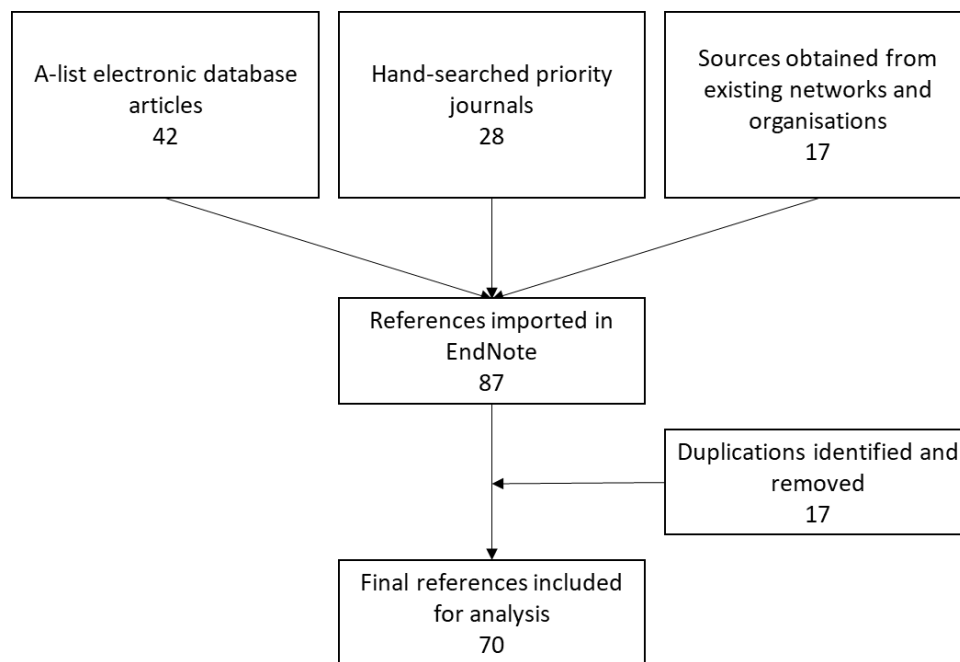 A-list electronic database
articles
42
Hand-searched priority
journals
28
Sources obtained from
existing networks and
organisations
17
References imported in
EndNote
87
Duplications identified and
removed
17
Final references included
for analysis
70